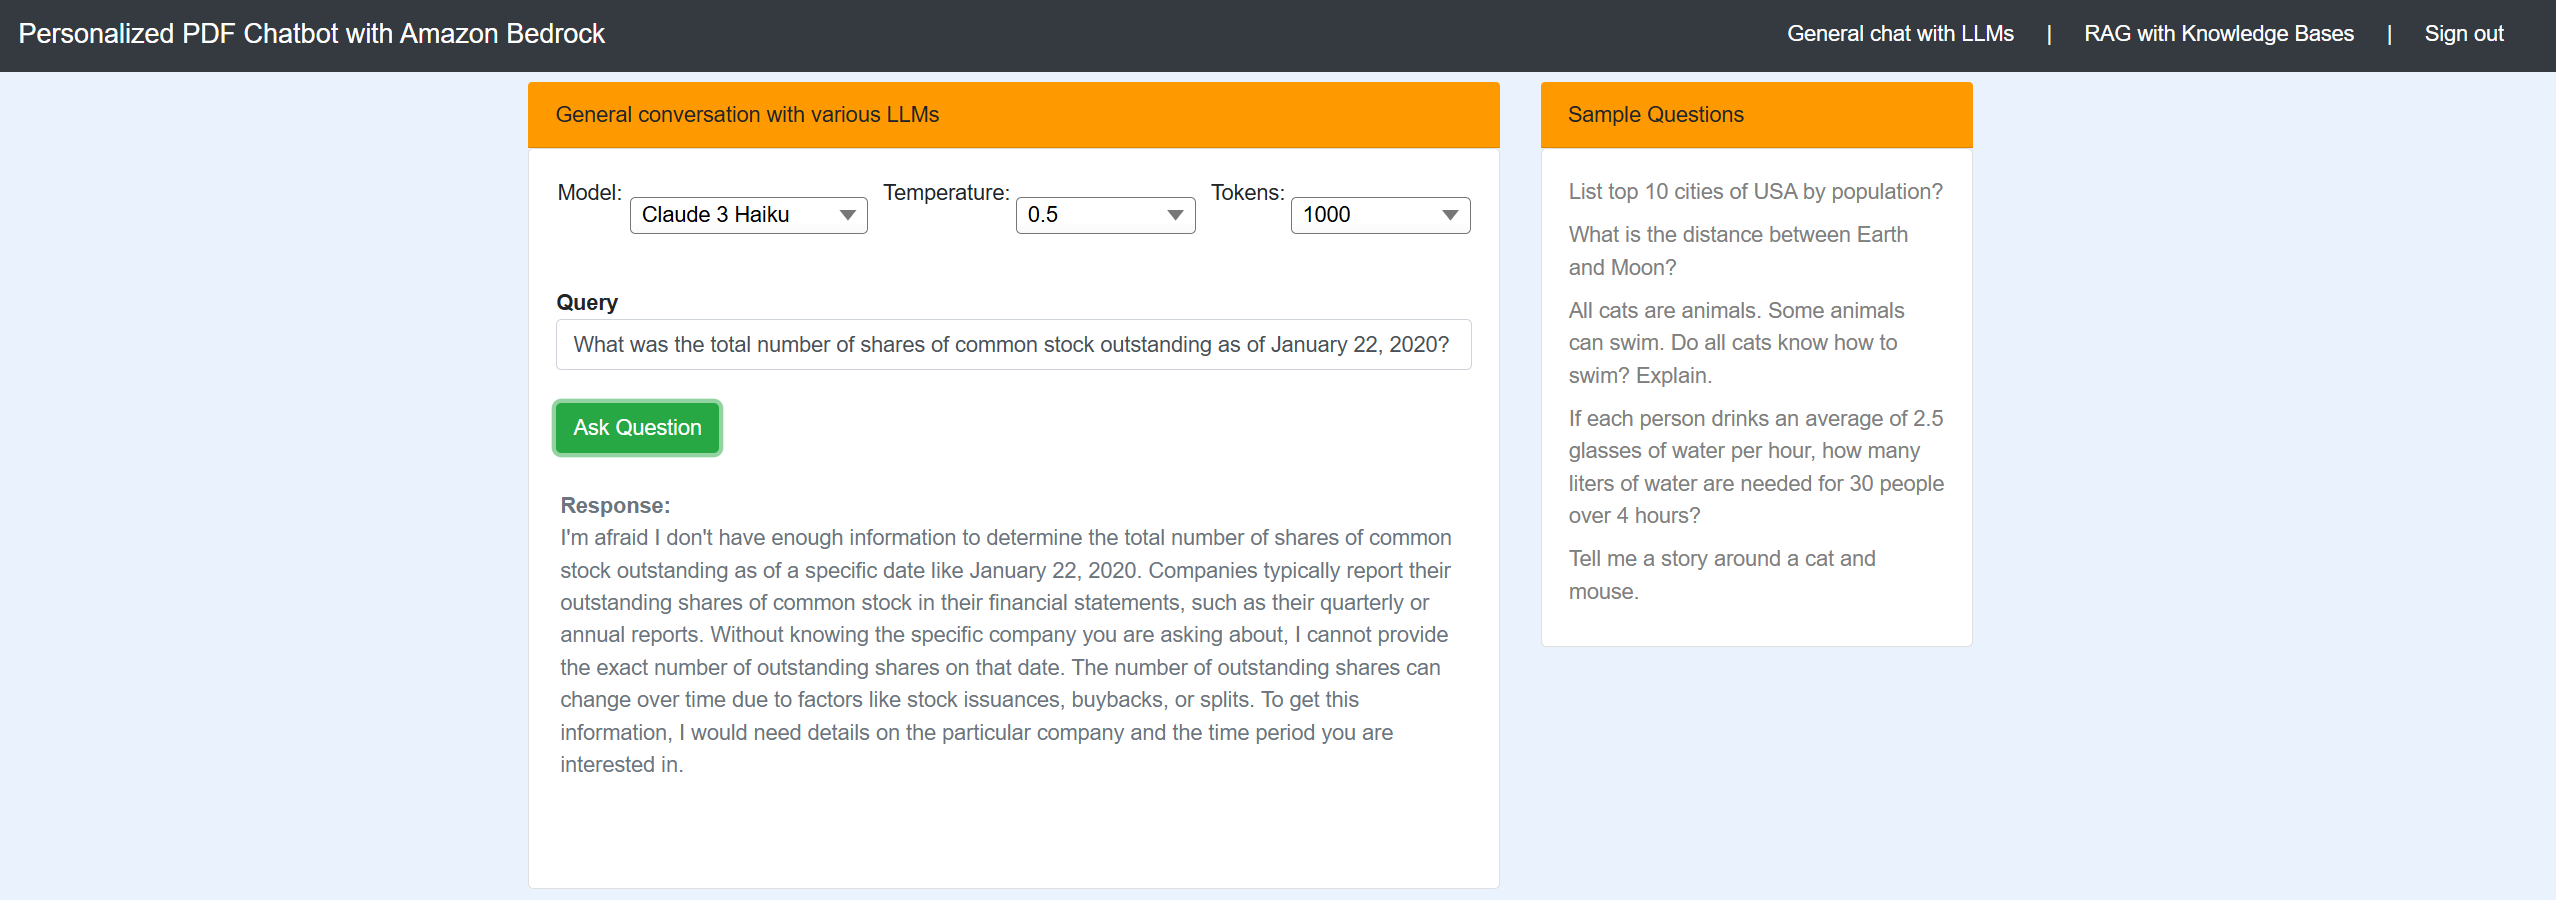 Personalized PDF Chatbot with Amazon Bedrock
General chat with LLMs | RAG with Knowledge Bases | Sign out
General conversation with various LLMs
Model: Claude 3 Haiku Temperature: 0.5 Tokens: 1000
Query
What was the total number of shares of common stock outstanding as of January 22, 2020?
Ask Question
Response:
I'm afraid I don't have enough information to determine the total number of shares of common
stock outstanding as of a specific date like January 22, 2020. Companies typically report their
outstanding shares of common stock in their financial statements, such as their quarterly or
annual reports. Without knowing the specific company you are asking about, I cannot provide
the exact number of outstanding shares on that date. The number of outstanding shares can
change over time due to factors like stock issuances, buybacks, or splits. To get this
information, I would need details on the particular company and the time period you are
interested in.
Sample Questions
List top 10 cities of USA by population?
What is the distance between Earth
and Moon?
All cats are animals. Some animals
can swim. Do all cats know how to
swim? Explain.
If each person drinks an average of 2.5
glasses of water per hour, how many
liters of water are needed for 30 people
over 4 hours?
Tell me a story around a cat and
mouse.